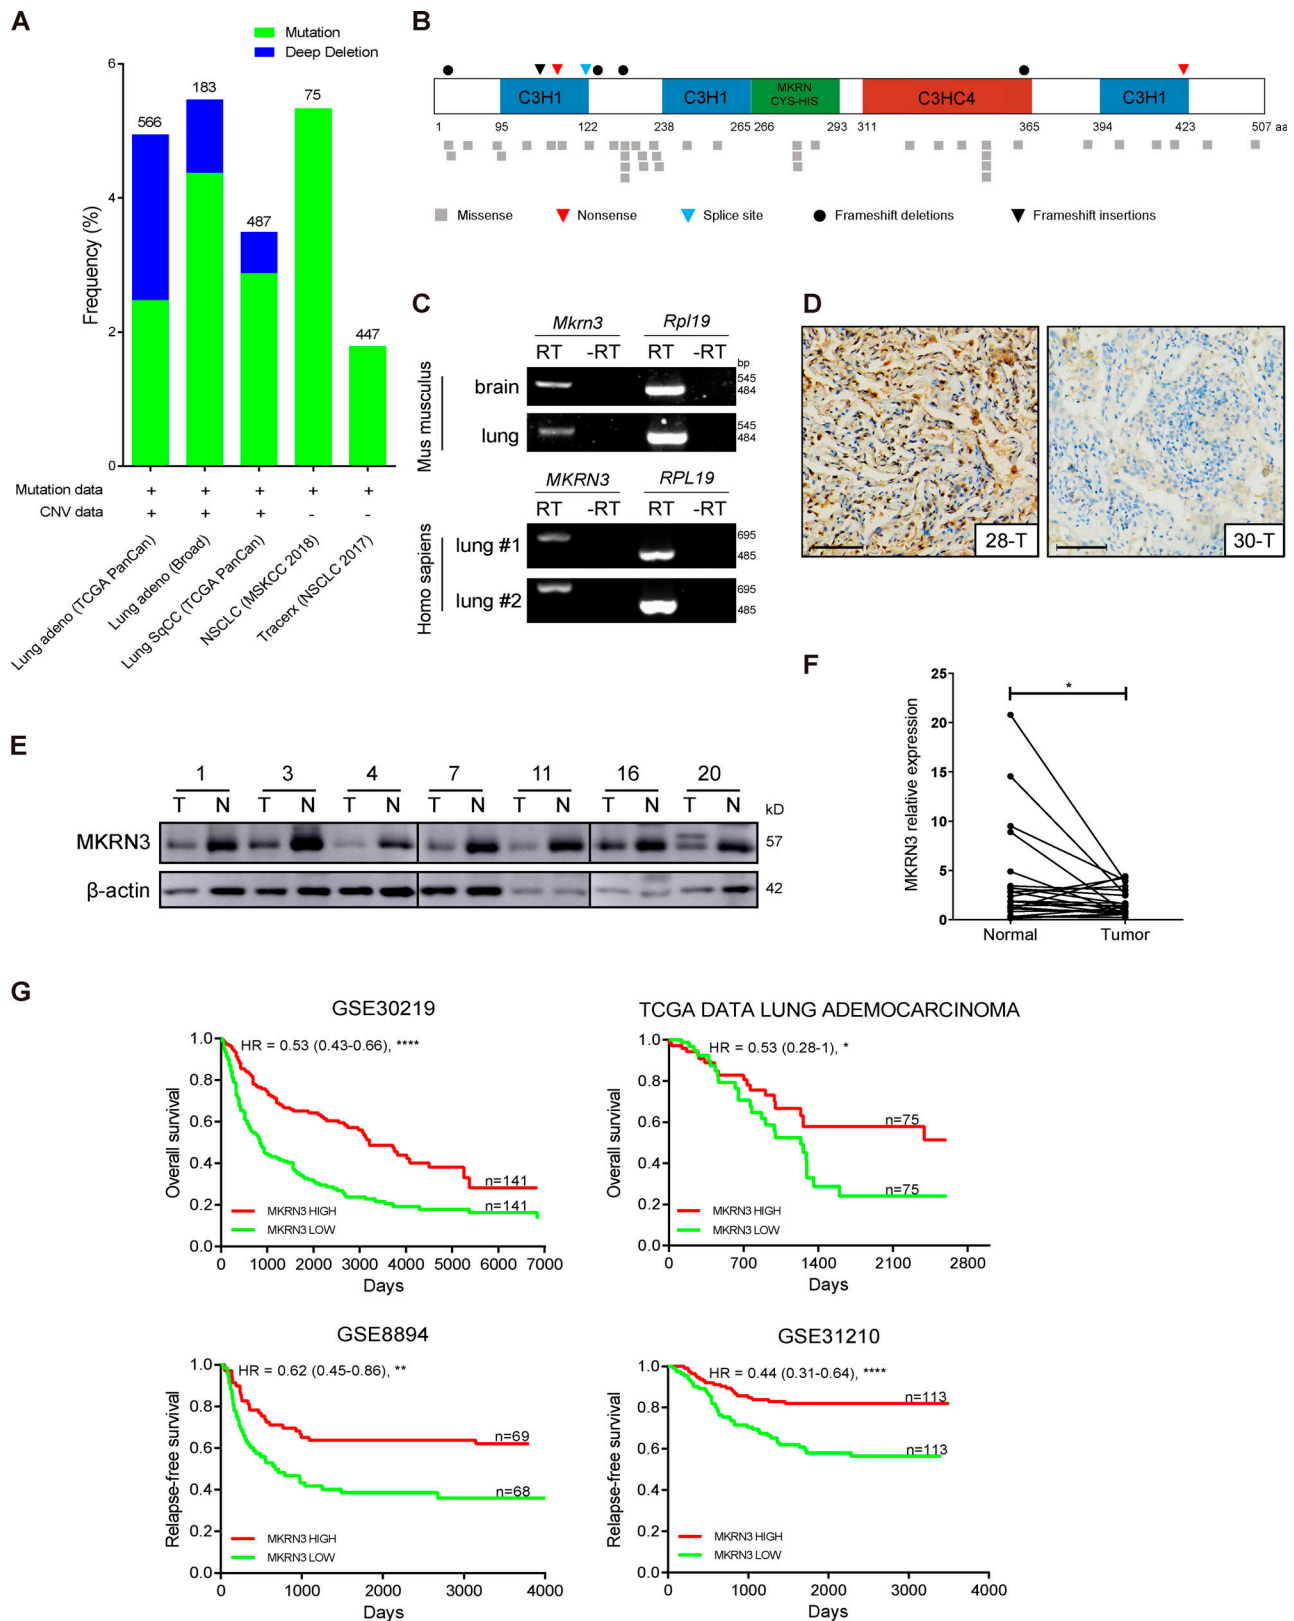 A
Mutation
Deep Deletion
Frequency (%)
6
4
2
0
566
183
487
75
447
Mutation data + + + + +
CNV data + + + - -
Lung adeno (TCGA PanCan)
Lung adeno (Broad)
Lung SqCC (TCGA PanCan)
NSCLC (MSKCC 2018)
Tracerx (NSCLC 2017)
B
C3H1 C3H1 MKRN CYS-HIS C3HC4 C3H1
1 95 122 238 265 266 293 311 365 394 423 507 aa
Missense Nonsense Splice site Frameshift deletions Frameshift insertions
C
Mkrn3 Rpl19
RT -RT RT -RT
bp
Mus musculus
brain 545
484
lung 545
484
MKRN3 RPL19
RT -RT RT -RT
Homo sapiens
lung #1 695
485
lung #2 695
485
D
28-T 30-T
E
1 3 4 7 11 16 20
T N T N T N T N T N T N T N kD
MKRN3 57
β-actin 42
F
MKRN3 relative expression
25
20
15
10
5
0
*
Normal Tumor
G
GSE30219
HR = 0.53 (0.43-0.66), ****
Overall survival
1.0
0.8
0.6
0.4
0.2
0.0
n=141
n=141
MKRN3 HIGH
MKRN3 LOW
0 1000 2000 3000 4000 5000 6000 7000
Days
TCGA DATA LUNG ADEMOCARCINOMA
HR = 0.53 (0.28-1), *
Overall survival
1.0
0.8
0.6
0.4
0.2
0.0
n=75
n=75
MKRN3 HIGH
MKRN3 LOW
0 700 1400 2100 2800
Days
GSE8894
HR = 0.62 (0.45-0.86), **
Relapse-free survival
1.0
0.8
0.6
0.4
0.2
0.0
n=69
n=68
MKRN3 HIGH
MKRN3 LOW
0 1000 2000 3000 4000
Days
GSE31210
HR = 0.44 (0.31-0.64), ****
Relapse-free survival
1.0
0.8
0.6
0.4
0.2
0.0
n=113
n=113
MKRN3 HIGH
MKRN3 LOW
0 1000 2000 3000 4000
Days